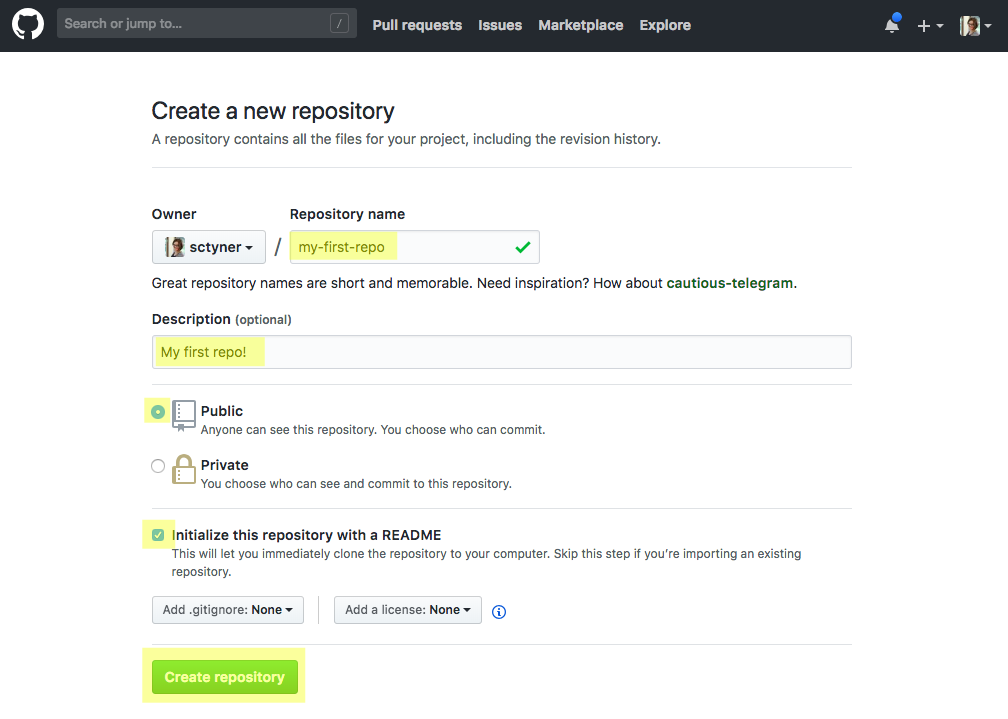 Search or jump to... / Pull requests Issues Marketplace Explore
Create a new repository
A repository contains all the files for your project, including the revision history.
Owner Repository name
sctyner / my-first-repo
Great repository names are short and memorable. Need inspiration? How about cautious-telegram.
Description (optional)
My first repo!
Public
Anyone can see this repository. You choose who can commit.
Private
You choose who can see and commit to this repository.
Initialize this repository with a README
This will let you immediately clone the repository to your computer. Skip this step if you’re importing an existing
repository.
Add .gitignore: None Add a license: None
Create repository